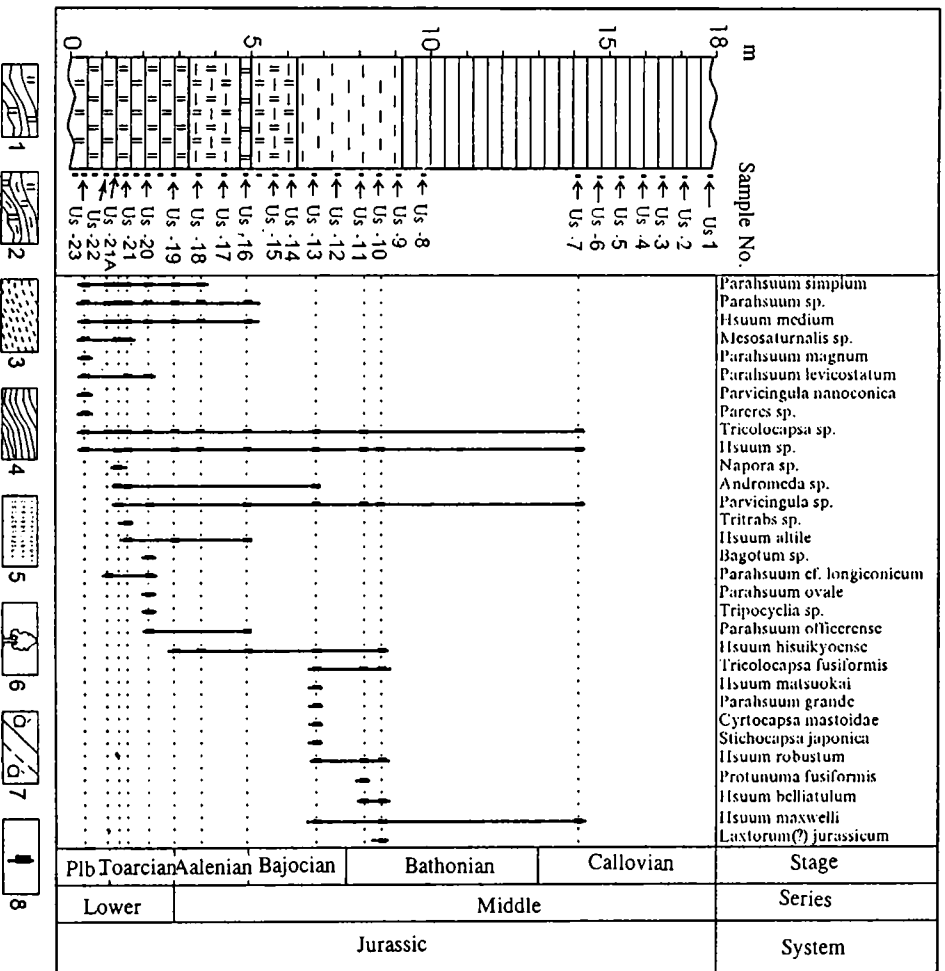 m
0
5
10
15
18
Sample No.
Us -23
Us -22
Us -21A
Us -21
Us -20
Us -19
Us -18
Us -17
Us -16
Us -15
Us -14
Us -13
Us -12
Us -11
Us -10
Us -9
Us -8
Us -7
Us -6
Us -5
Us -4
Us -3
Us -2
Us 1
Parahsuum simplum
Parahsuum sp.
Hsuum medium
Mesosaturnalis sp.
Parahsuum magnum
Parahsuum levicostatum
Parvicingula nanoconica
Pareres sp.
Tricolocapsa sp.
Hsuum sp.
Napora sp.
Andromeda sp.
Parvicingula sp.
Tritrabs sp.
Hsuum altile
Bagotum sp.
Parahsuum cf. longiconicum
Parahsuum ovale
Tripocyclia sp.
Parahsuum officerense
Hsuum hisuikyoense
Tricolocapsa fusiformis
Hsuum matsuokai
Parahsuum grande
Cyrtocapsa mastoidae
Stichocapsa japonica
Hsuum robustum
Protunuma fusiformis
Hsuum belliatulum
Hsuum maxwelli
Laxtorum(?) jurassicum
Plb Toarcian Aalenian Bajocian Bathonian Callovian Stage
Lower Middle Series
Jurassic System
1
2
3
4
5
6
7
8